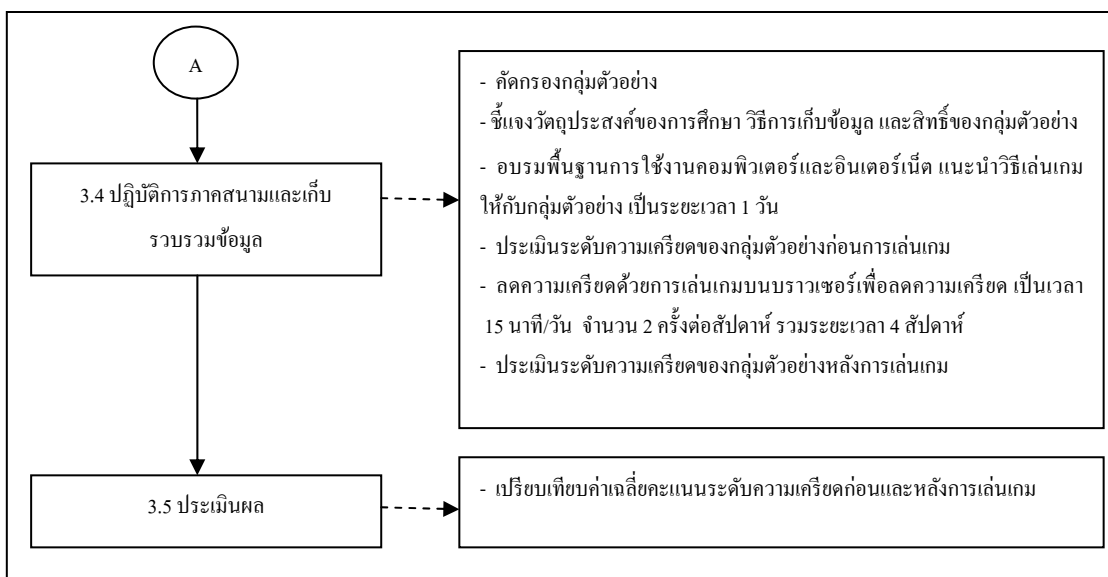 A
3.4 ปฏิบัติการภาคสนามและเก็บ
รวบรวมข้อมูล
- คัดกรองกลุ่มตัวอย่าง
- ชี้แจงวัตถุประสงค์ของการศึกษา วิธีการเก็บข้อมูล และสิทธิ์ของกลุ่มตัวอย่าง
- อบรมพื้นฐานการใช้งานคอมพิวเตอร์และอินเตอร์เน็ต แนะนำวิธีเล่นเกม
ให้กับกลุ่มตัวอย่าง เป็นระยะเวลา 1 วัน
- ประเมินระดับความเครียดของกลุ่มตัวอย่างก่อนการเล่นเกม
- ลดความเครียดด้วยการเล่นเกมบนบราวเซอร์เพื่อลดความเครียด เป็นเวลา
15 นาที/วัน จำนวน 2 ครั้งต่อสัปดาห์ รวมระยะเวลา 4 สัปดาห์
- ประเมินระดับความเครียดของกลุ่มตัวอย่างหลังการเล่นเกม
3.5 ประเมินผล
- เปรียบเทียบค่าเฉลี่ยคะแนนระดับความเครียดก่อนและหลังการเล่นเกม